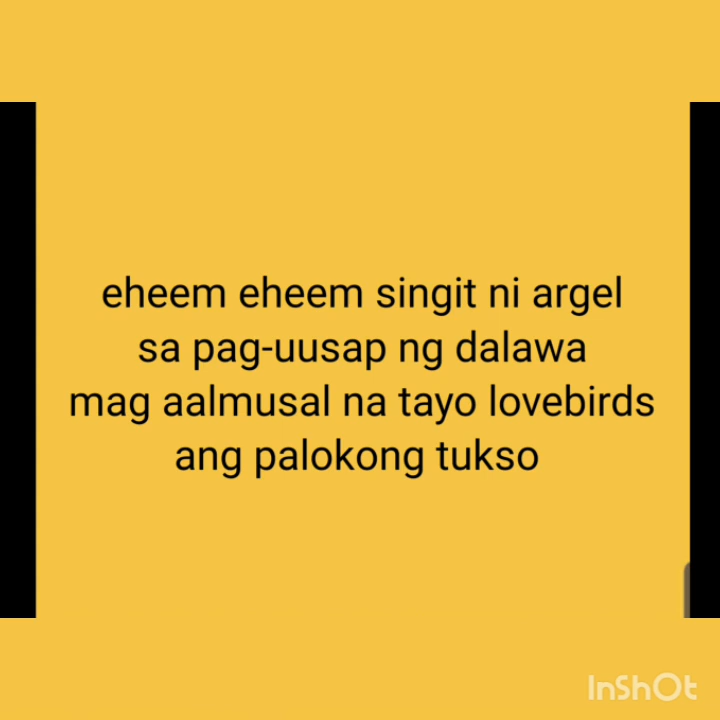 eheem eheem singit ni argel
sa pag-uusap ng dalawa
mag aalmusal na tayo lovebirds
ang palokong tukso
InShOt